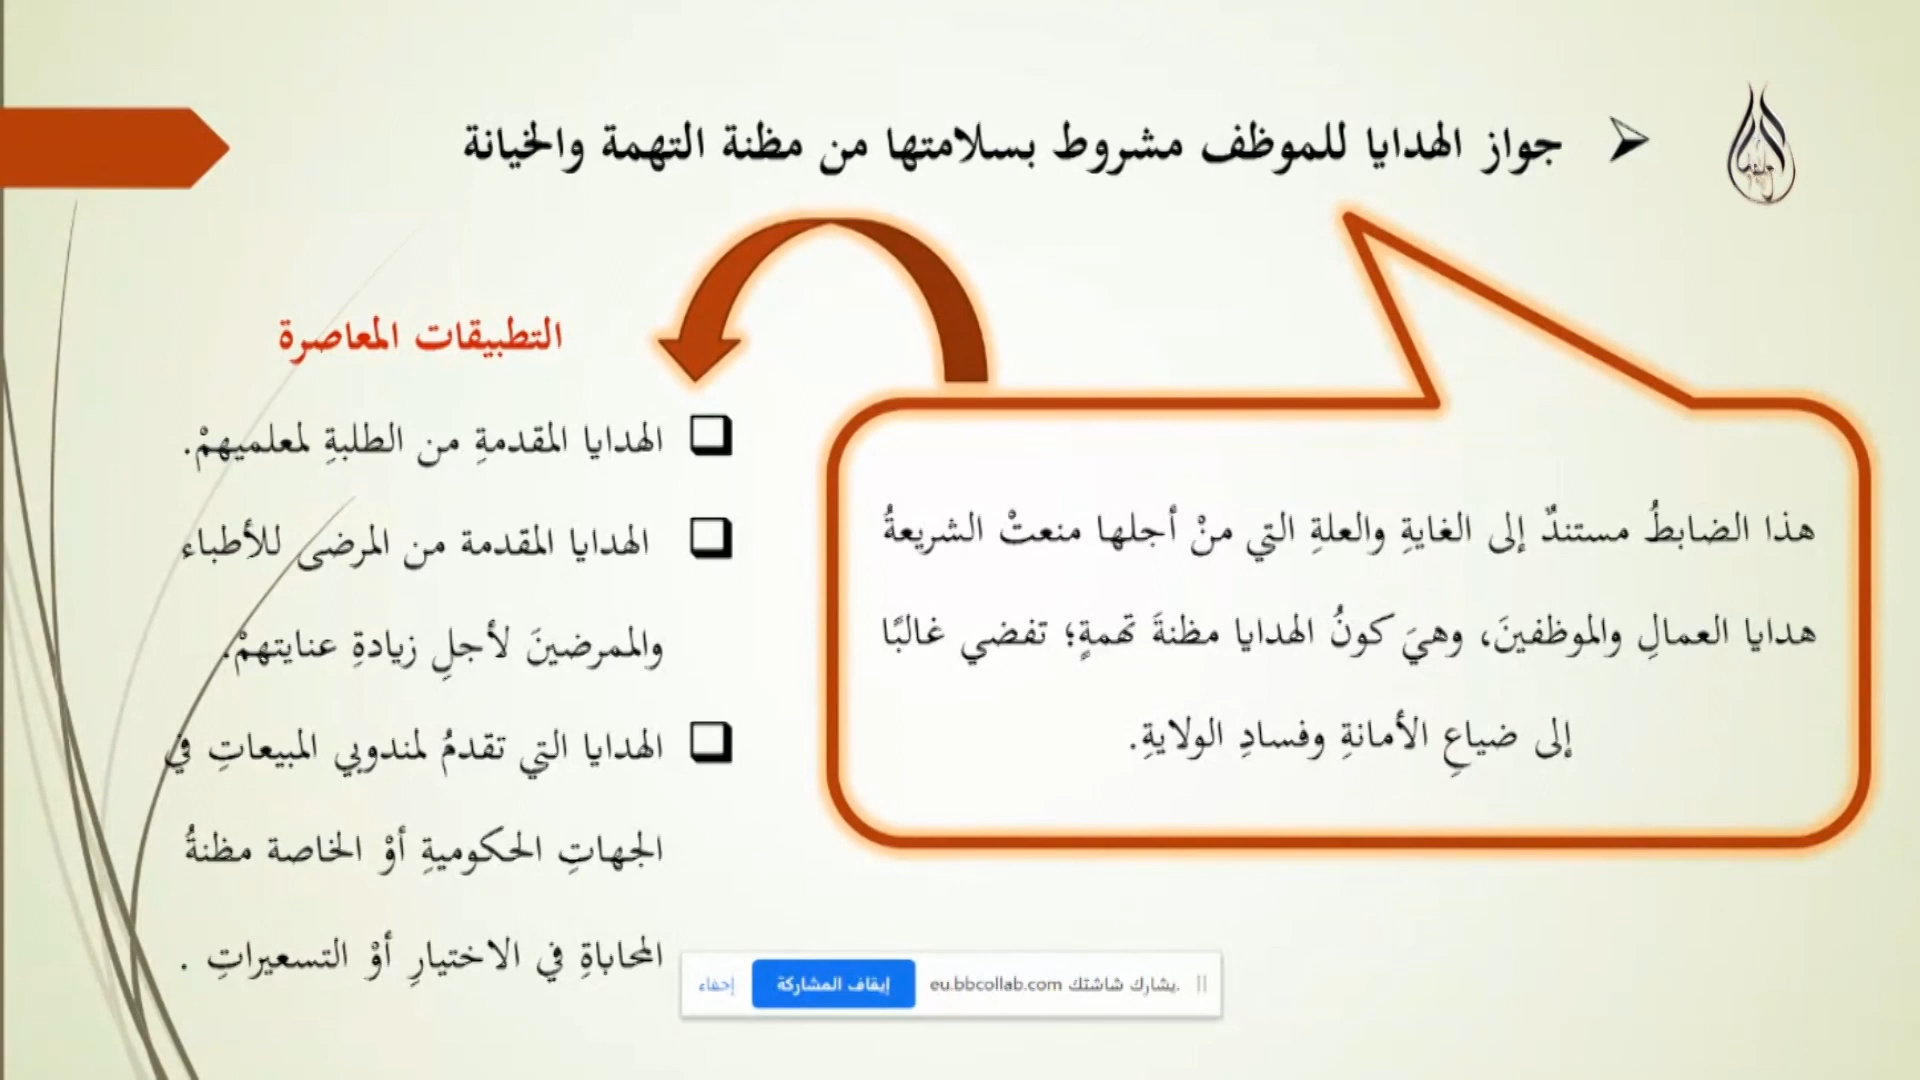 جواز الهدايا للموظف مشروط بسلامتها من مظنة التهمة والخيانة
هذا الضابطُ مستندٌ إلى الغايةِ والعلةِ التي منْ أجلها منعتْ الشريعةُ
هدايا العمالِ والموظفينَ، وهيَ كونُ الهدايا مظنةَ تهمةٍ؛ تفضي غالبًا
إلى ضياعِ الأمانةِ وفسادِ الولايةِ.
التطبيقات المعاصرة
الهدايا المقدمةِ من الطلبةِ لمعلميهمْ.
الهدايا المقدمة من المرضى للأطباء
والممرضينَ لأجلِ زيادةِ عنايتهمْ.
الهدايا التي تقدمُ لمندوبي المبيعاتِ في
الجهاتِ الحكوميةِ أوْ الخاصة مظنةُ
المحاباةِ في الاختيارِ أوْ التسعيراتِ .
يشارك شاشتك eu.bbcollab.com.
إيقاف المشاركة
إخفاء